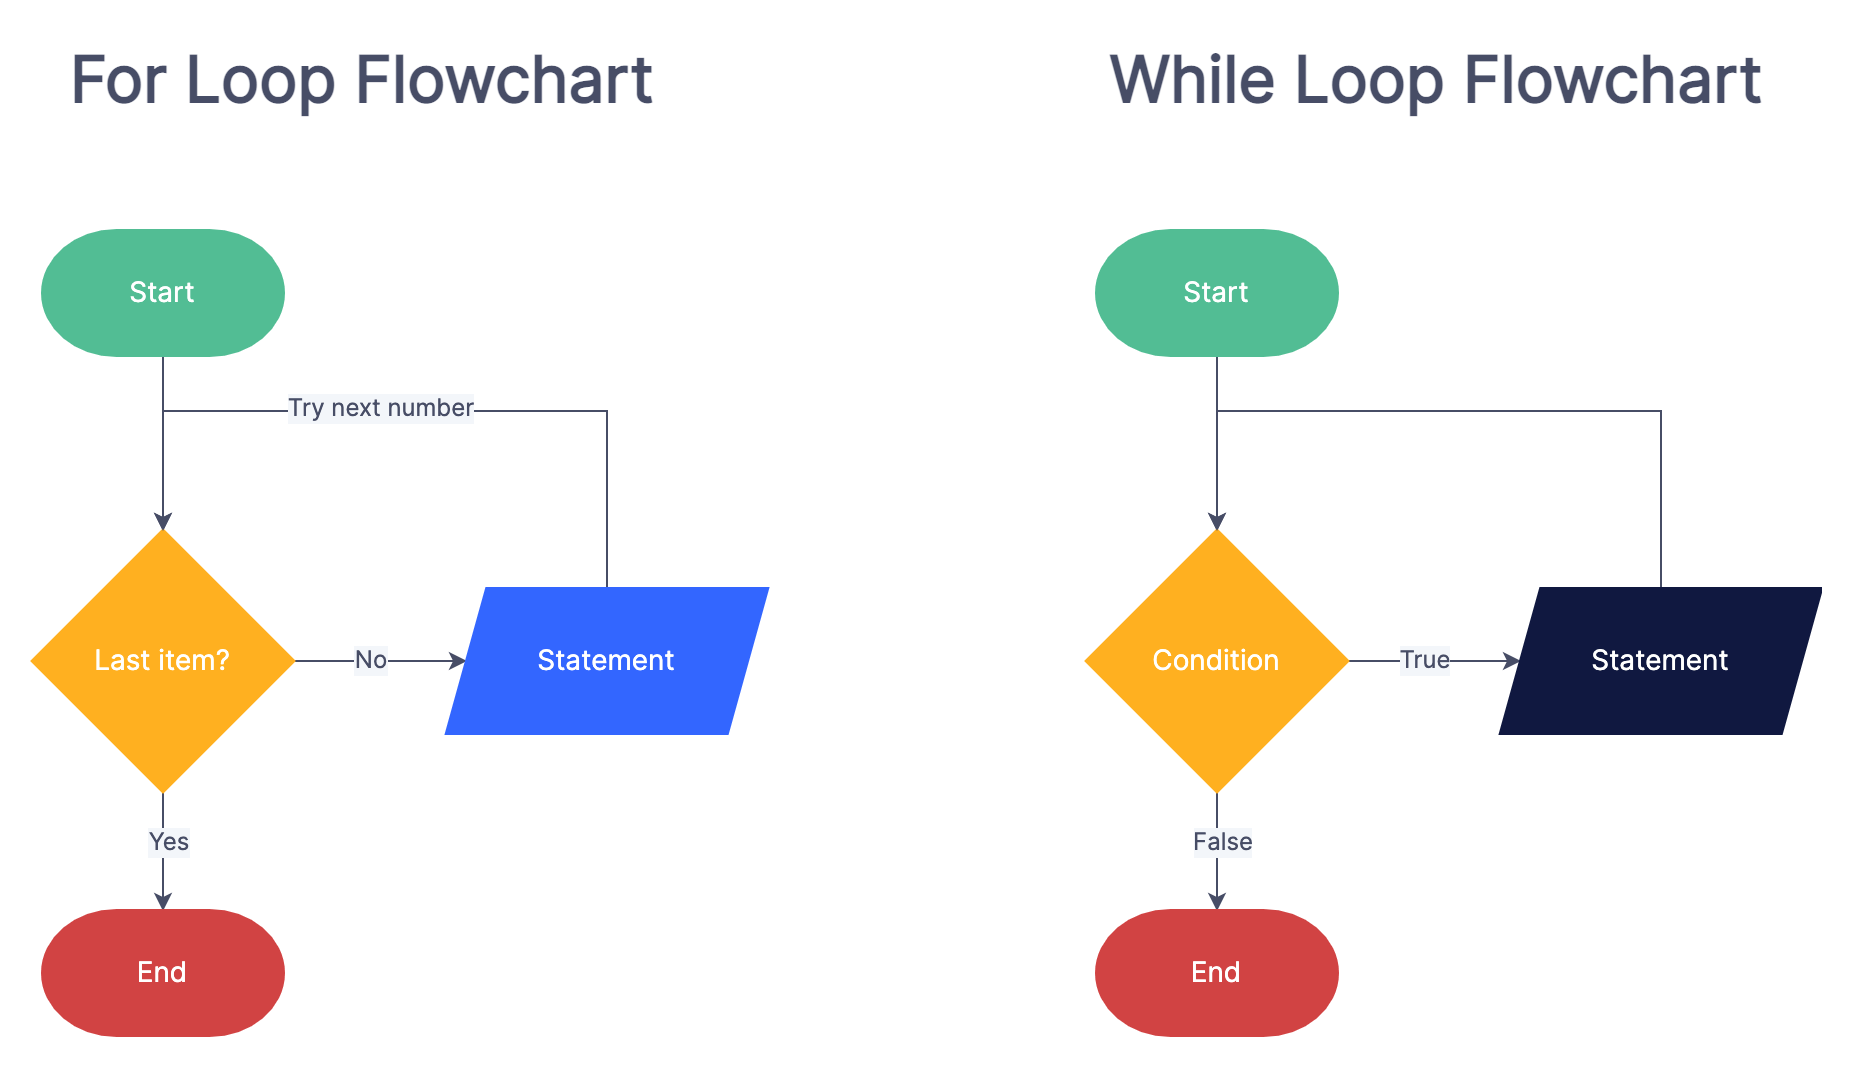 For Loop Flowchart
Start
Try next number
Last item?
No
Statement
Yes
End
While Loop Flowchart
Start
Condition
True
Statement
False
End